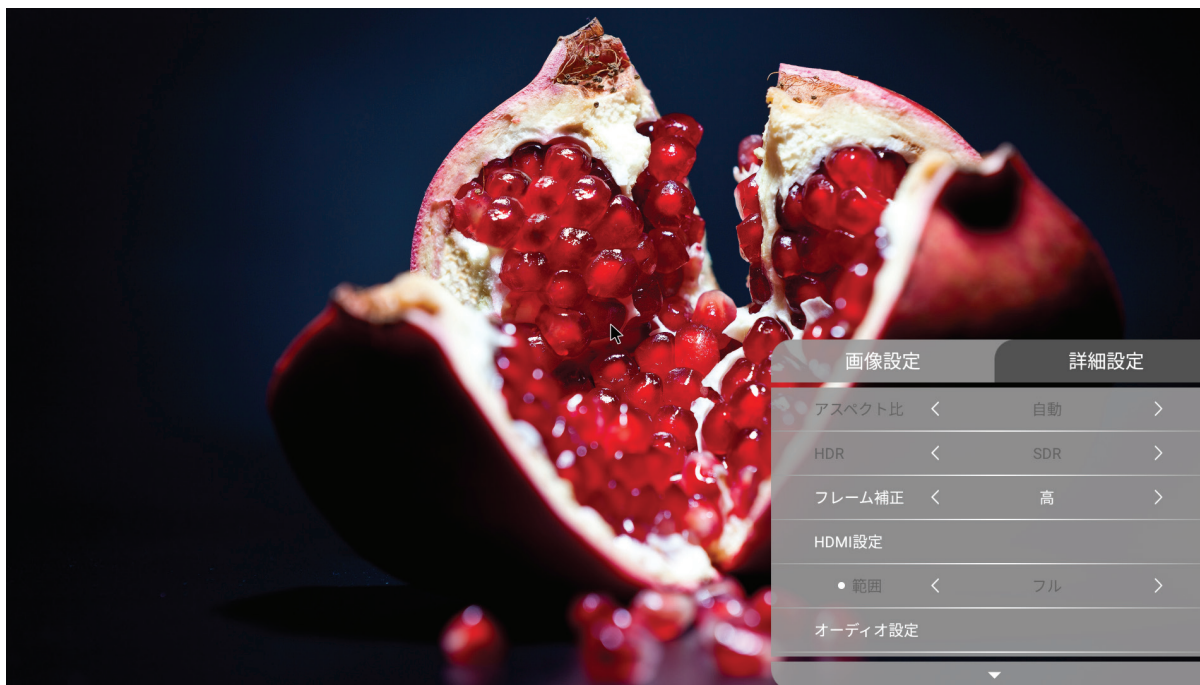 画像設定 詳細設定
アスペクト比 自動
HDR SDR
フレーム補正 高
HDMI設定
• 範囲 フル
オーディオ設定